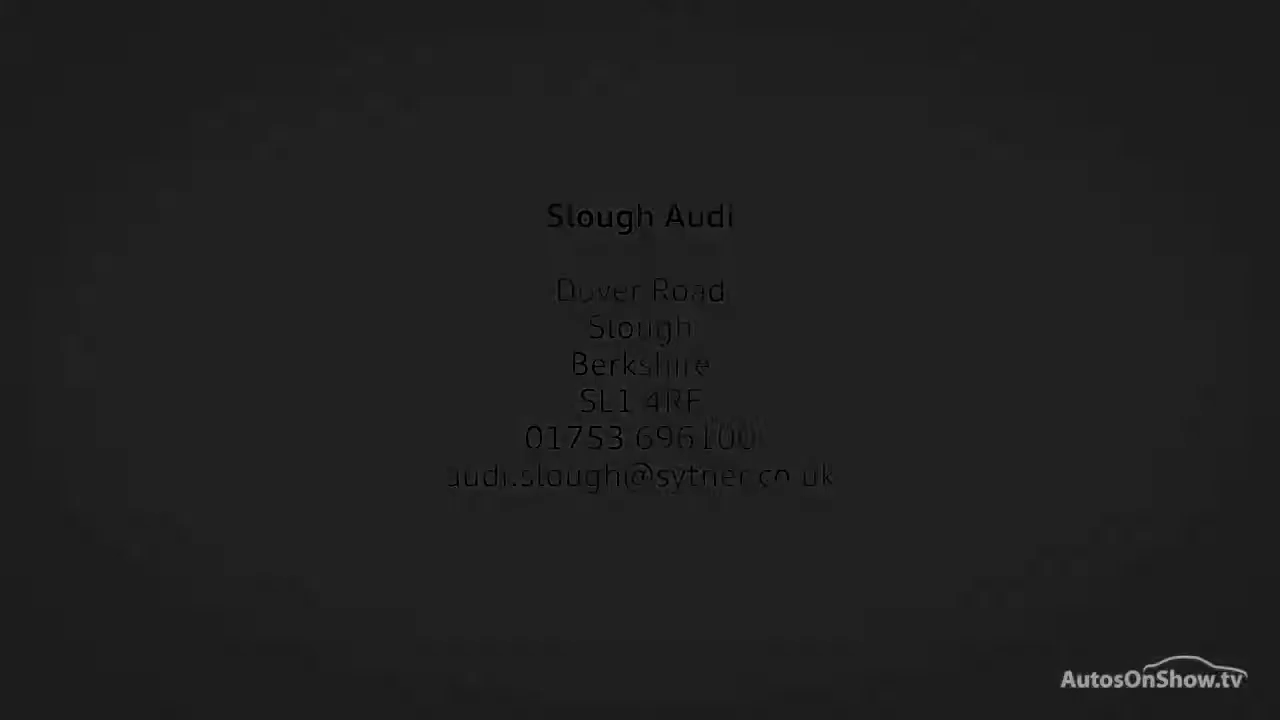 Slough Audi
Dover Road
Slough
Berkshire
SL1 4RF
01753 696100
audi.slough@sytner.co.uk
AutosOnShow.tv